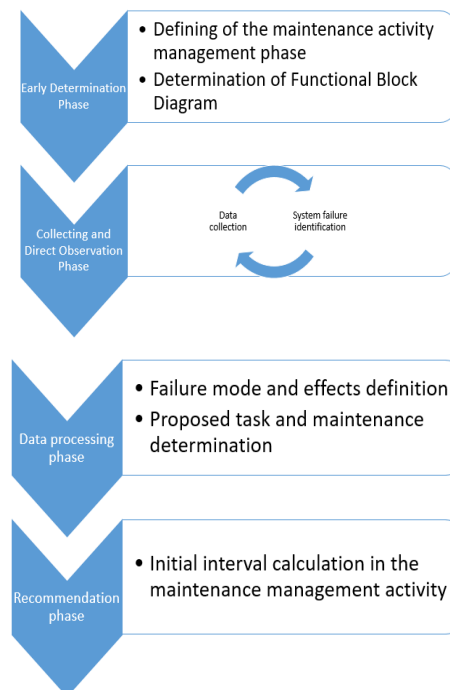 Early Determination
Phase
• Defining of the maintenance activity
management phase
• Determination of Functional Block
Diagram
Collecting and
Direct Observation
Phase
Data
collection
System failure
identification
Data processing
phase
• Failure mode and effects definition
• Proposed task and maintenance
determination
Recommendation
phase
• Initial interval calculation in the
maintenance management activity